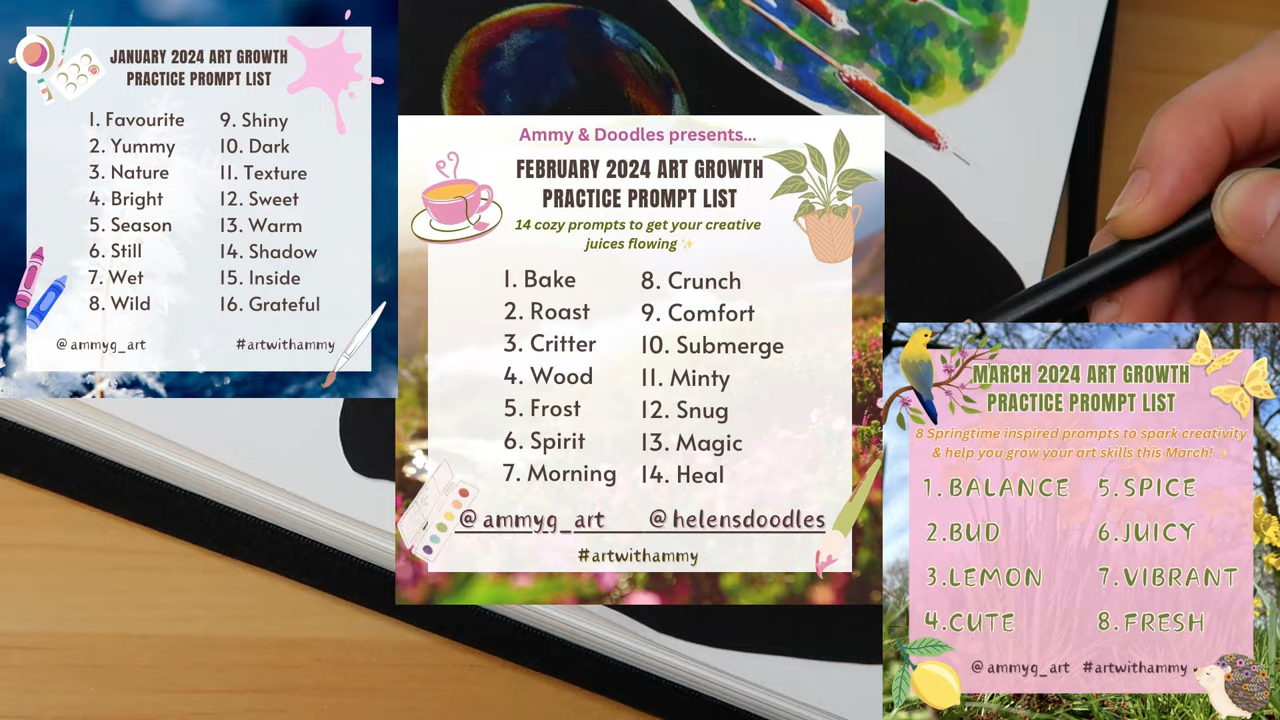 JANUARY 2024 ART GROWTH
PRACTICE PROMPT LIST
1. Favourite
2. Yummy
3. Nature
4. Bright
5. Season
6. Still
7. Wet
8. Wild
9. Shiny
10. Dark
11. Texture
12. Sweet
13. Warm
14. Shadow
15. Inside
16. Grateful
@ammyg_art #artwithammy
Ammy & Doodles presents...
FEBRUARY 2024 ART GROWTH
PRACTICE PROMPT LIST
14 cozy prompts to get your creative
juices flowing ✨
1. Bake
2. Roast
3. Critter
4. Wood
5. Frost
6. Spirit
7. Morning
8. Crunch
9. Comfort
10. Submerge
11. Minty
12. Snug
13. Magic
14. Heal
@ammyg_art @helensdoodles
#artwithammy
MARCH 2024 ART GROWTH
PRACTICE PROMPT LIST
8 Springtime inspired prompts to spark creativity
& help you grow your art skills this March! ✨
1. BALANCE
2. BUD
3. LEMON
4. CUTE
5. SPICE
6. JUICY
7. VIBRANT
8. FRESH
@ammyg_art #artwithammy